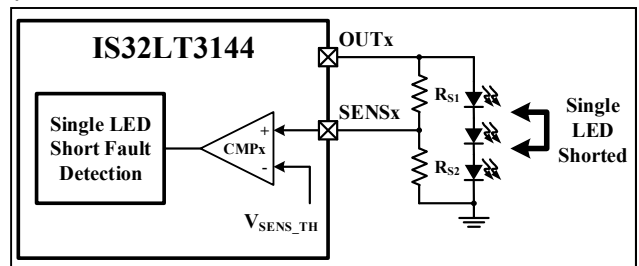 IS32LT3144
OUTx
SENSx
Single LED
Short Fault
Detection
+
CMPx
-
V_SENS_TH
R_S1
R_S2
Single
LED
Shorted